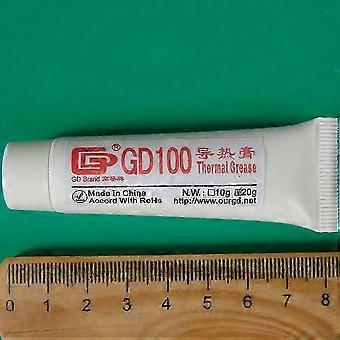 GD ® GD100 导热膏
Thermal Grease
GD Brand
Made In China
Accord With RoHs
N.W.: □10g ☑20g
http://www.ourgd.net
0 1 2 3 4 5 6 7 8